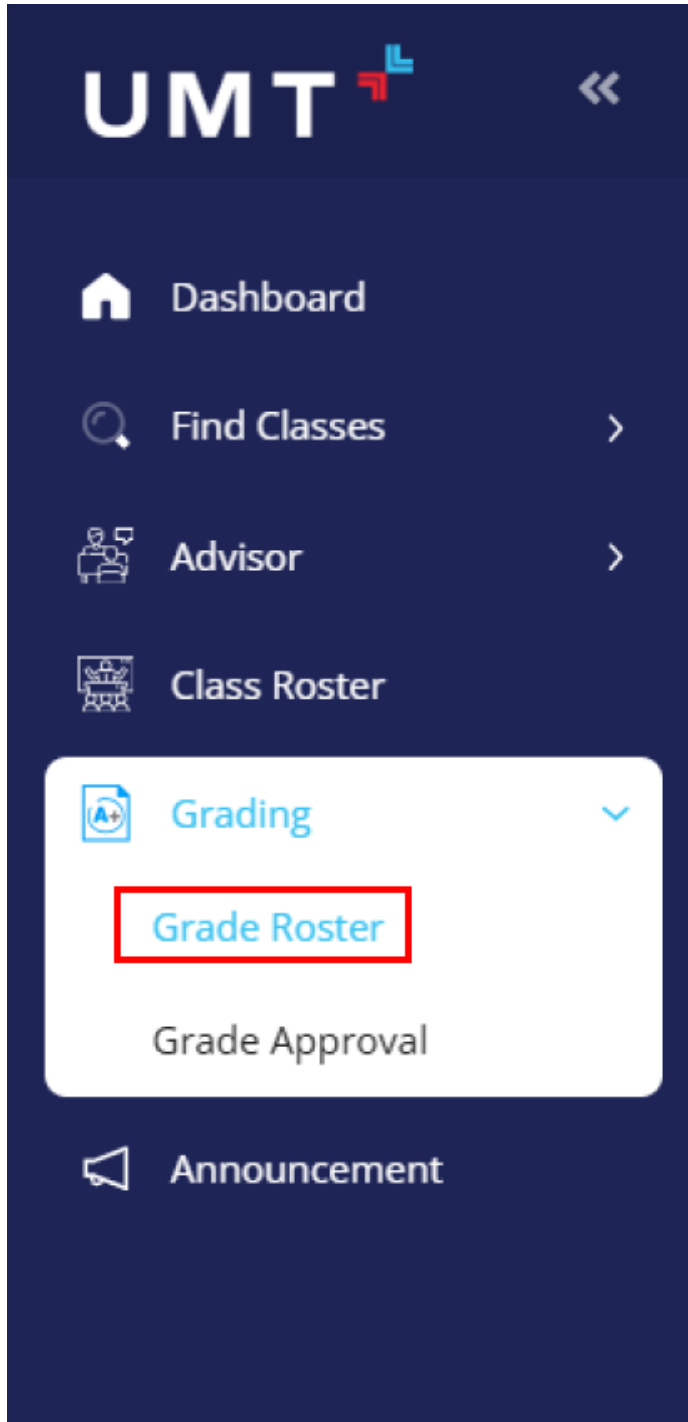 UMT
Dashboard
Find Classes
Advisor
Class Roster
A+
Grading
Grade Roster
Grade Approval
Announcement